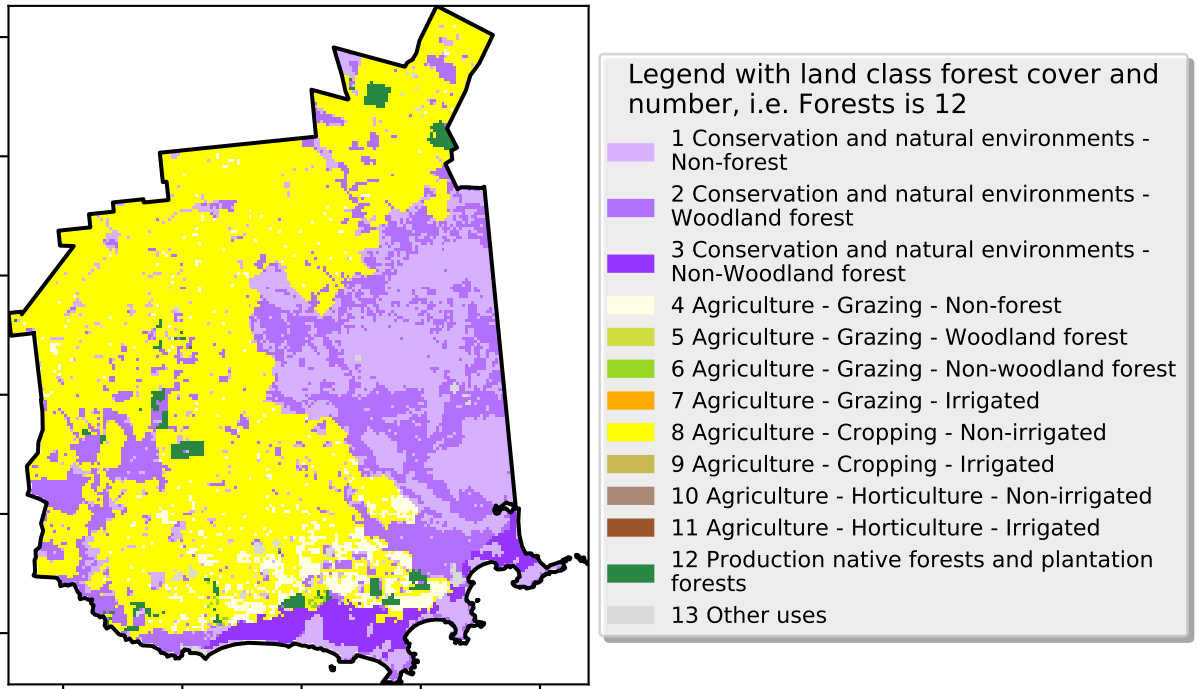 Legend with land class forest cover and
number, i.e. Forests is 12
1 Conservation and natural environments -
Non-forest
2 Conservation and natural environments -
Woodland forest
3 Conservation and natural environments -
Non-Woodland forest
4 Agriculture - Grazing - Non-forest
5 Agriculture - Grazing - Woodland forest
6 Agriculture - Grazing - Non-woodland forest
7 Agriculture - Grazing - Irrigated
8 Agriculture - Cropping - Non-irrigated
9 Agriculture - Cropping - Irrigated
10 Agriculture - Horticulture - Non-irrigated
11 Agriculture - Horticulture - Irrigated
12 Production native forests and plantation
forests
13 Other uses